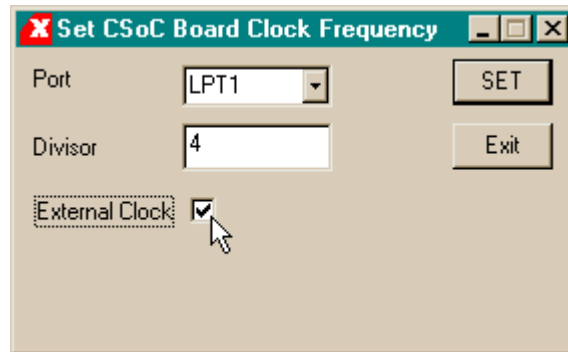 Set CSoC Board Clock Frequency
Port
LPT1
SET
Divisor
4
Exit
External Clock